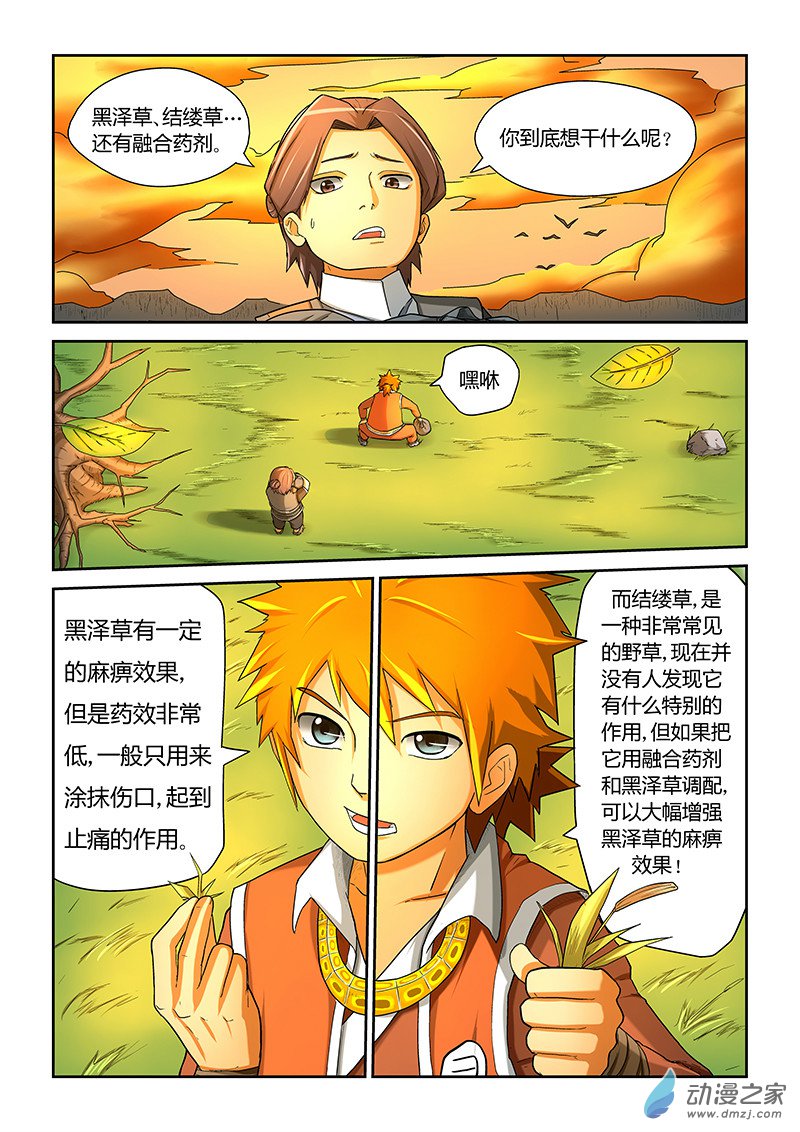 黑泽草、结缕草…
还有融合药剂。
你到底想干什么呢？
嘿咻
黑泽草有一定
的麻痹效果，
但是药效非常
低，一般只用来
涂抹伤口，起到
止痛的作用。
而结缕草，是
一种非常常见
的野草，现在并
没有人发现它
有什么特别的
作用，但如果把
它用融合药剂
和黑泽草调配，
可以大幅增强
黑泽草的麻痹
效果！
动漫之家
www.dmzj.com